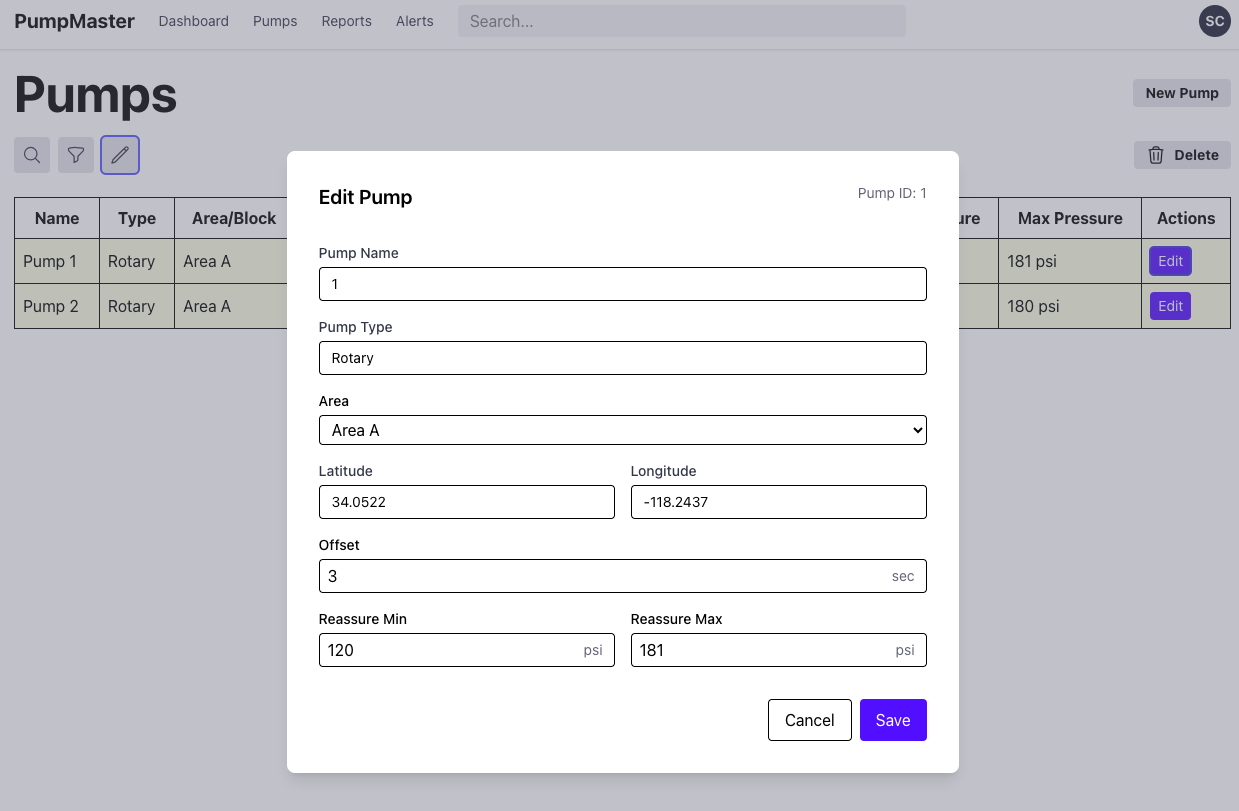 PumpMaster Dashboard Pumps Reports Alerts Search... SC
Pumps New Pump
Delete
Edit Pump Pump ID: 1
Name Type Area/Block ure Max Pressure Actions
Pump 1 Rotary Area A 181 psi Edit
Pump 2 Rotary Area A 180 psi Edit
Pump Name
1
Pump Type
Rotary
Area
Area A
Latitude Longitude
34.0522 -118.2437
Offset
3 sec
Reassure Min Reassure Max
120 psi 181 psi
Cancel Save